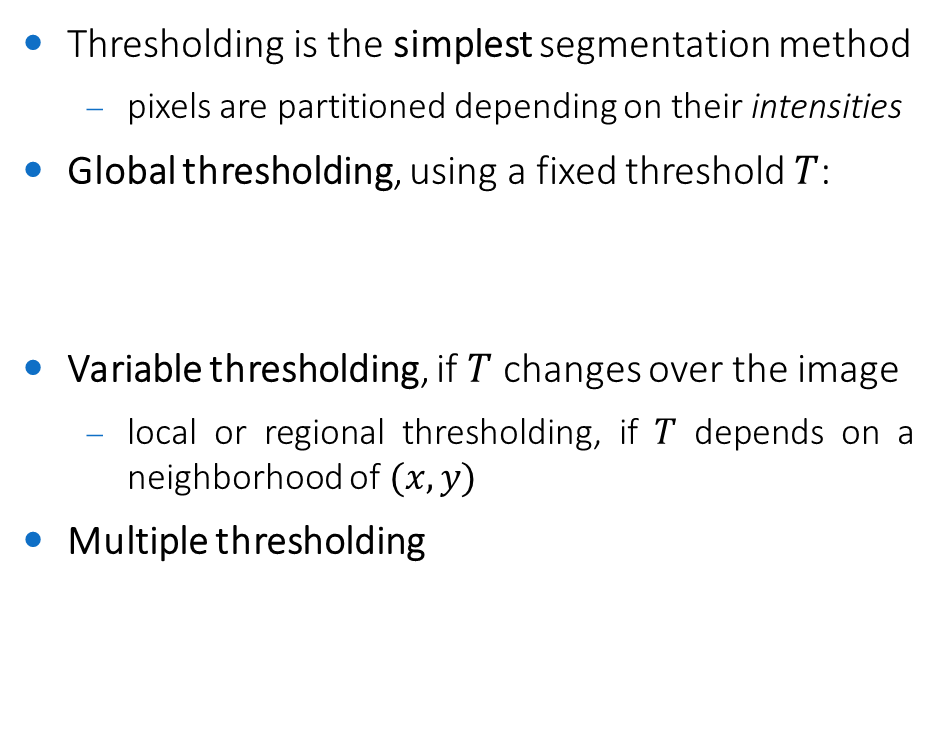 • Thresholding is the simplest segmentation method
– pixels are partitioned depending on their intensities
• Global thresholding, using a fixed threshold T:
• Variable thresholding, if T changes over the image
– local or regional thresholding, if T depends on a
neighborhood of (x, y)
• Multiple thresholding